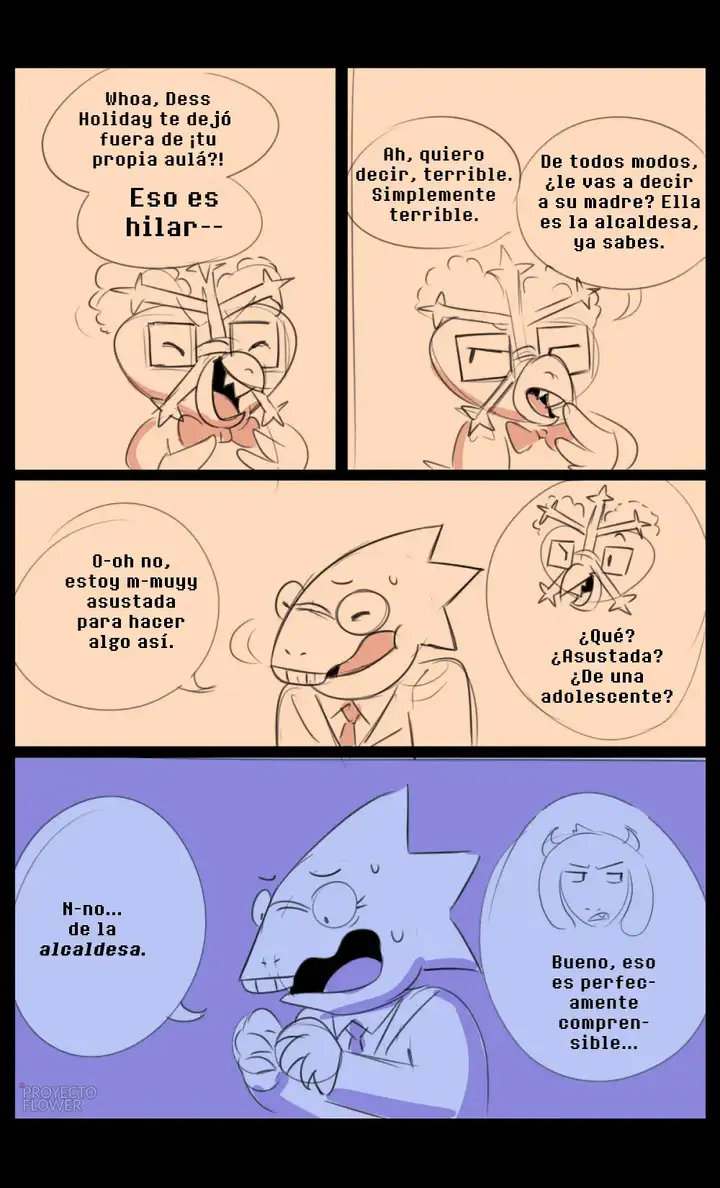 Whoa, Dess
Holiday te dejó
fuera de ¡tu
propia aulá?!
Eso es
hilar--
Ah, quiero
decir, terrible.
Simplemente
terrible.
De todos modos,
¿le vas a decir
a su madre? Ella
es la alcaldesa,
ya sabes.
O-oh no,
estoy m-muyy
asustada
para hacer
algo así.
¿Qué?
¿Asustada?
¿De una
adolescente?
N-no...
de la
alcaldesa.
Bueno, eso
es perfec-
amente
compren-
sible...
PROYECTO
FLOWER